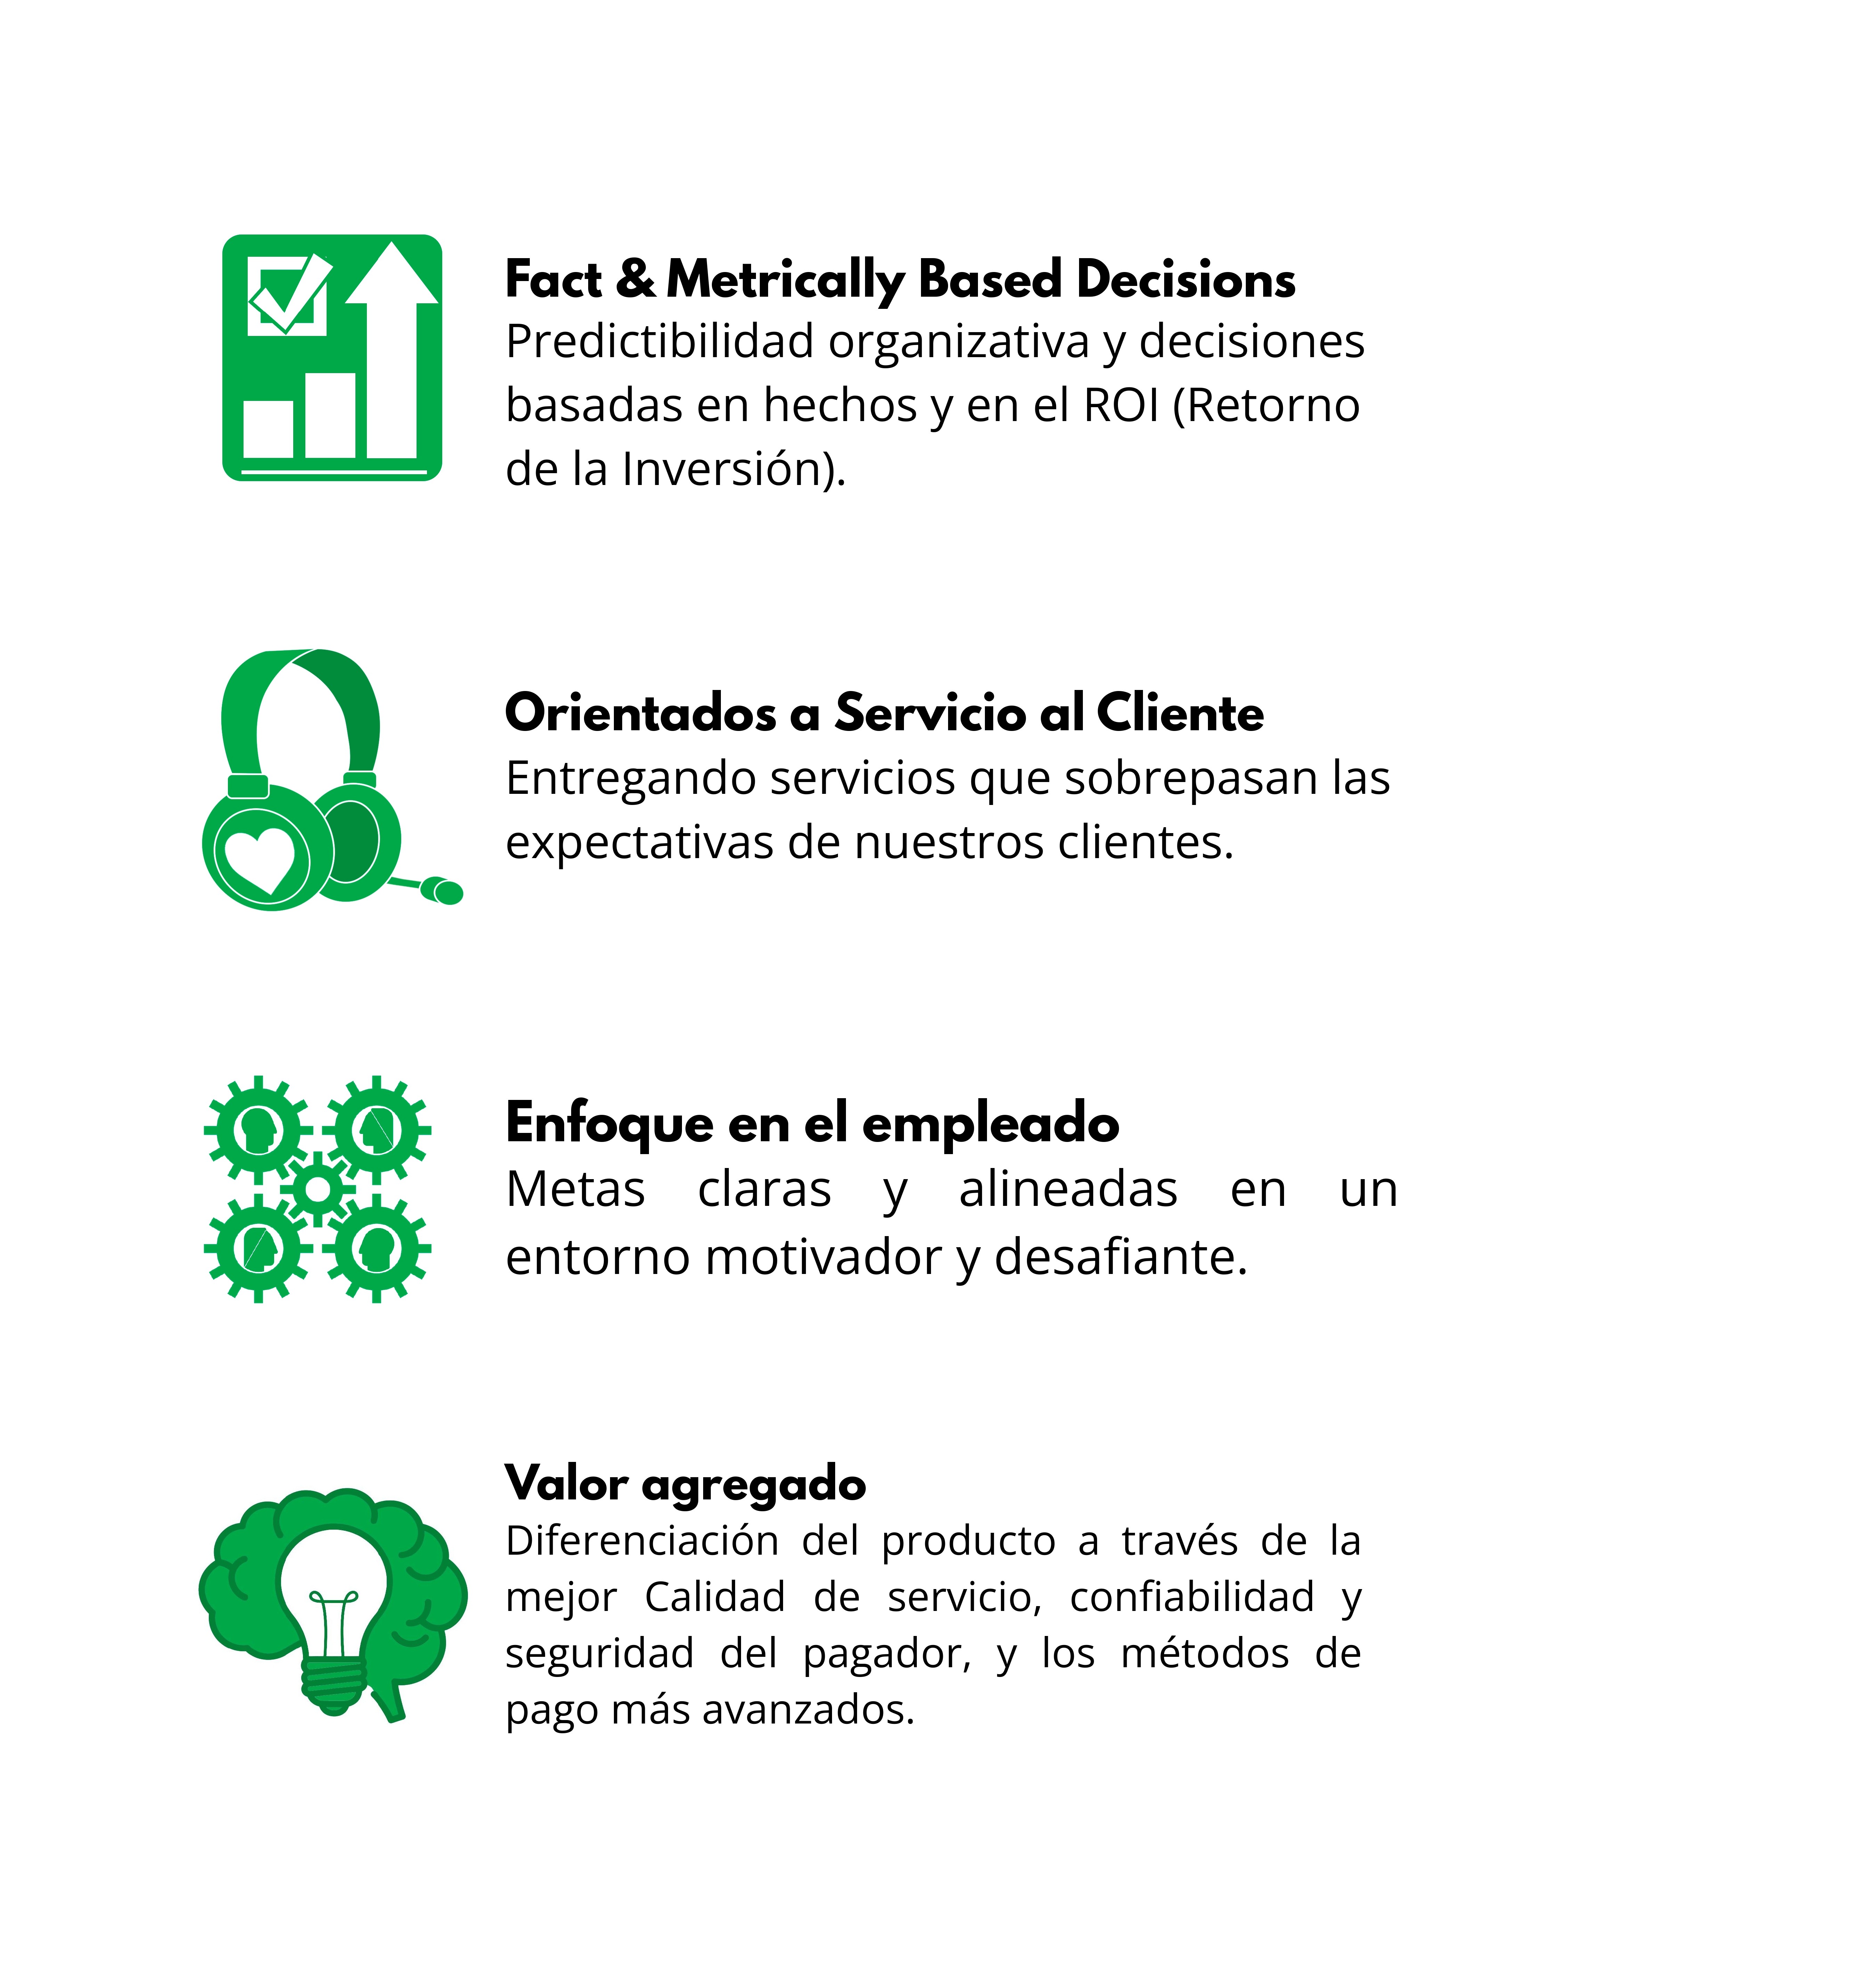 Fact & Metrically Based Decisions
Predictibilidad organizativa y decisiones
basadas en hechos y en el ROI (Retorno
de la Inversión).
Orientados a Servicio al Cliente
Entregando servicios que sobrepasan las
expectativas de nuestros clientes.
Enfoque en el empleado
Metas claras y alineadas en un
entorno motivador y desafiante.
Valor agregado
Diferenciación del producto a través de la
mejor Calidad de servicio, confiabilidad y
seguridad del pagador, y los métodos de
pago más avanzados.